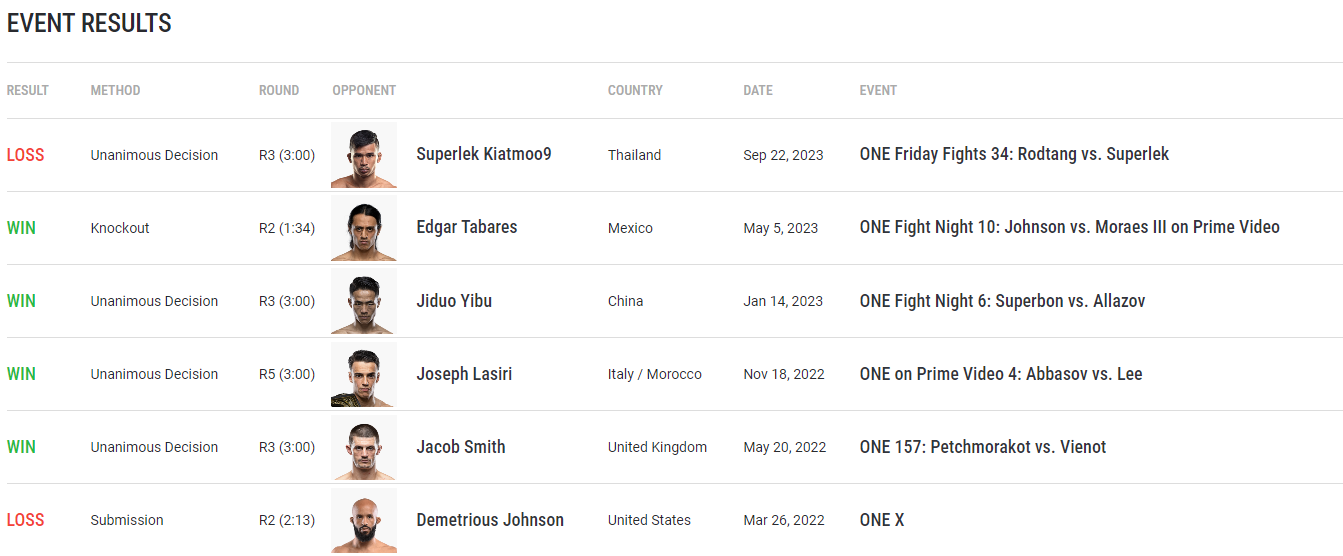 EVENT RESULTS
RESULT METHOD ROUND OPPONENT COUNTRY DATE EVENT
LOSS Unanimous Decision R3 (3:00) Superlek Kiatmoo9 Thailand Sep 22, 2023 ONE Friday Fights 34: Rodtang vs. Superlek
WIN Knockout R2 (1:34) Edgar Tabares Mexico May 5, 2023 ONE Fight Night 10: Johnson vs. Moraes III on Prime Video
WIN Unanimous Decision R3 (3:00) Jiduo Yibu China Jan 14, 2023 ONE Fight Night 6: Superbon vs. Allazov
WIN Unanimous Decision R5 (3:00) Joseph Lasiri Italy / Morocco Nov 18, 2022 ONE on Prime Video 4: Abbasov vs. Lee
WIN Unanimous Decision R3 (3:00) Jacob Smith United Kingdom May 20, 2022 ONE 157: Petchmorakot vs. Vienot
LOSS Submission R2 (2:13) Demetrious Johnson United States Mar 26, 2022 ONE X